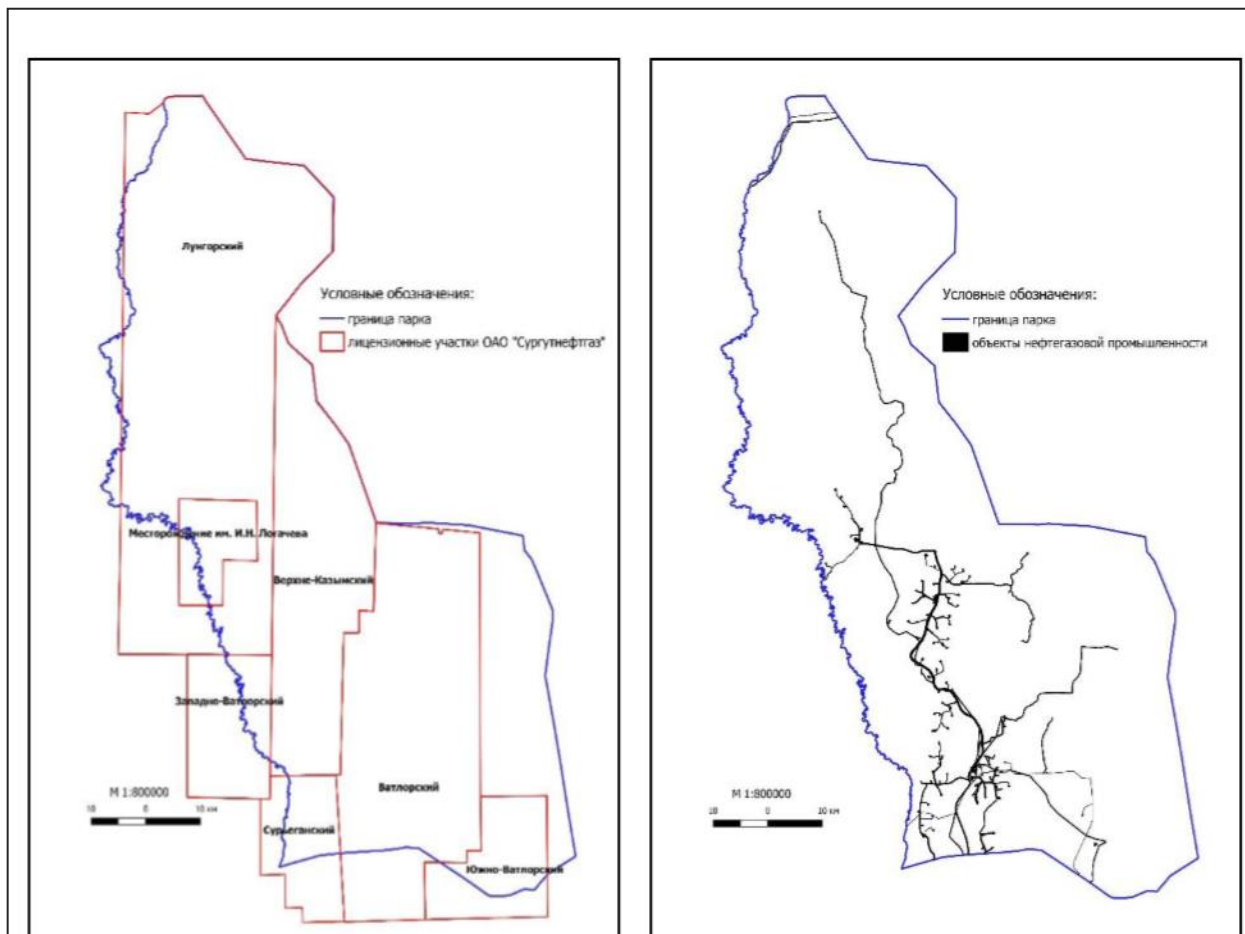 Лунгорский
Условные обозначения:
граница парка
лицензионные участки ОАО "Сургутнефтгаз"
Месторождение им. И.Н. Логачева
Верхне-Казымский
Западно-Ватлорский
Ватлорский
М 1:800000
10 0 10 км
Сурьеганский
Южно-Ватлорский
Условные обозначения:
граница парка
объекты нефтегазовой промышленности
М 1:800000
10 0 10 км